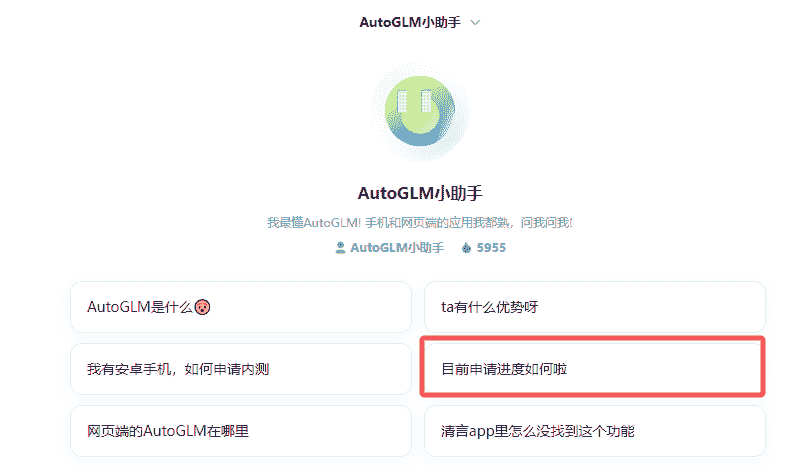 AutoGLM小助手
AutoGLM小助手
我最懂AutoGLM! 手机和网页端的应用我都熟，问我问我!
AutoGLM小助手 5955
AutoGLM是什么😳
ta有什么优势呀
我有安卓手机，如何申请内测
目前申请进度如何啦
网页端的AutoGLM在哪里
清言app里怎么没找到这个功能